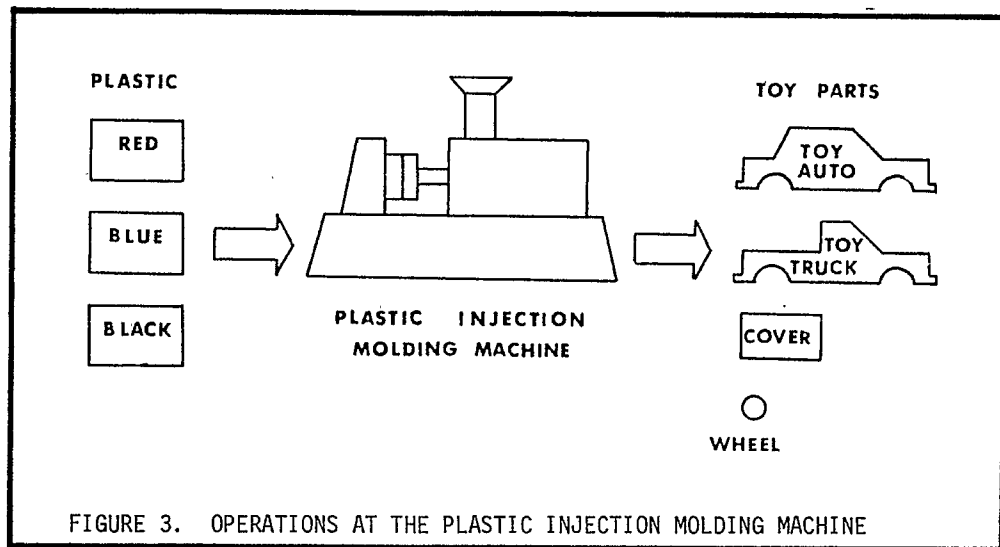 PLASTIC
RED
BLUE
BLACK
PLASTIC INJECTION
MOLDING MACHINE
TOY PARTS
TOY
AUTO
TOY
TRUCK
COVER
WHEEL
FIGURE 3. OPERATIONS AT THE PLASTIC INJECTION MOLDING MACHINE